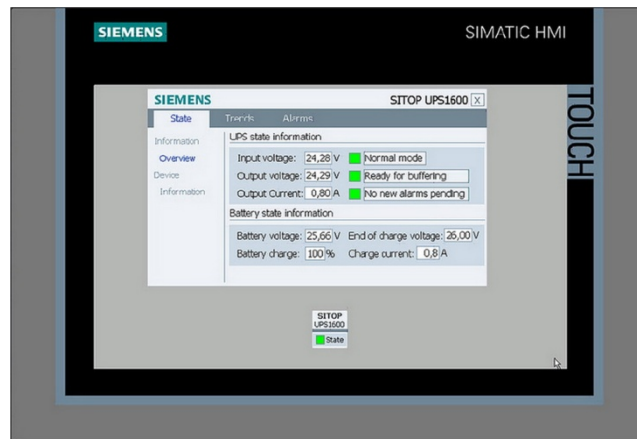 SIEMENS
SIMATIC HMI
TOUCH
SIEMENS
SITOP UPS1600 X
State Trends Alarms
Information
Overview
Device
Information
UPS state information
Input voltage: 24,28 V Normal mode
Output voltage: 24,29 V Ready for buffering
Output Current: 0,80 A No new alarms pending
Battery state information
Battery voltage: 25,66 V End of charge voltage: 26,00 V
Battery charge: 100 % Charge current: 0,8 A
SITOP
UPS1600
State